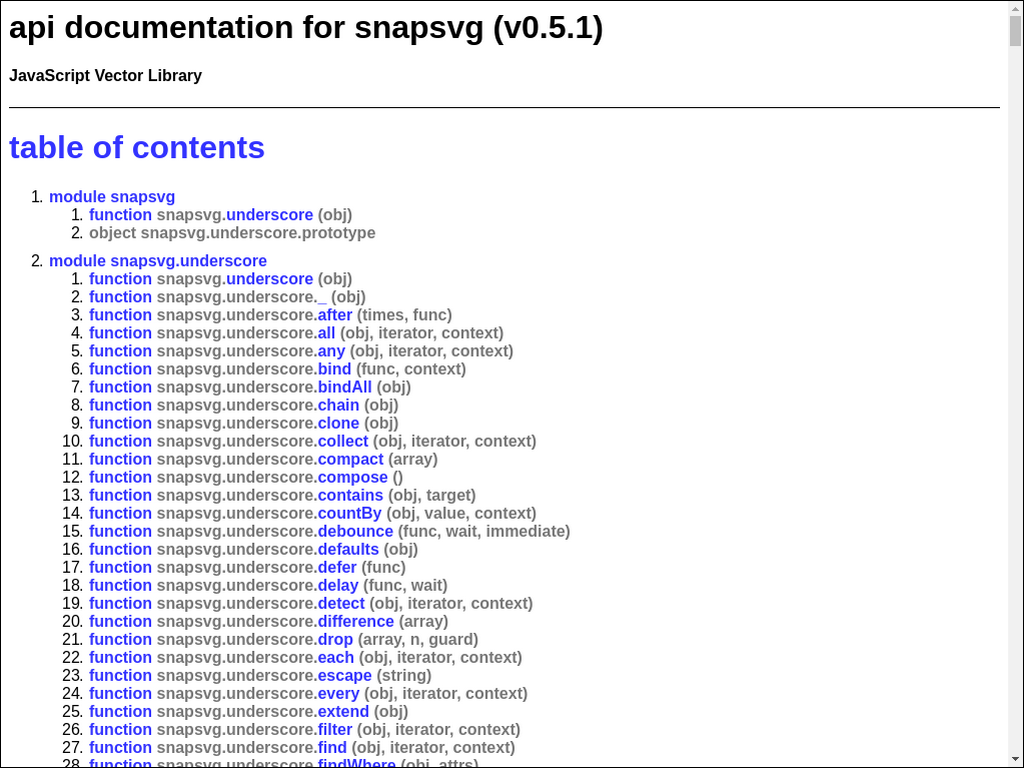 api documentation for snapsvg (v0.5.1)
JavaScript Vector Library
table of contents
1. module snapsvg
1. function snapsvg.underscore (obj)
2. object snapsvg.underscore.prototype
2. module snapsvg.underscore
1. function snapsvg.underscore (obj)
2. function snapsvg.underscore._ (obj)
3. function snapsvg.underscore.after (times, func)
4. function snapsvg.underscore.all (obj, iterator, context)
5. function snapsvg.underscore.any (obj, iterator, context)
6. function snapsvg.underscore.bind (func, context)
7. function snapsvg.underscore.bindAll (obj)
8. function snapsvg.underscore.chain (obj)
9. function snapsvg.underscore.clone (obj)
10. function snapsvg.underscore.collect (obj, iterator, context)
11. function snapsvg.underscore.compact (array)
12. function snapsvg.underscore.compose ()
13. function snapsvg.underscore.contains (obj, target)
14. function snapsvg.underscore.countBy (obj, value, context)
15. function snapsvg.underscore.debounce (func, wait, immediate)
16. function snapsvg.underscore.defaults (obj)
17. function snapsvg.underscore.defer (func)
18. function snapsvg.underscore.delay (func, wait)
19. function snapsvg.underscore.detect (obj, iterator, context)
20. function snapsvg.underscore.difference (array)
21. function snapsvg.underscore.drop (array, n, guard)
22. function snapsvg.underscore.each (obj, iterator, context)
23. function snapsvg.underscore.escape (string)
24. function snapsvg.underscore.every (obj, iterator, context)
25. function snapsvg.underscore.extend (obj)
26. function snapsvg.underscore.filter (obj, iterator, context)
27. function snapsvg.underscore.find (obj, iterator, context)
28. function snapsvg.underscore.findWhere (obj, attrs)